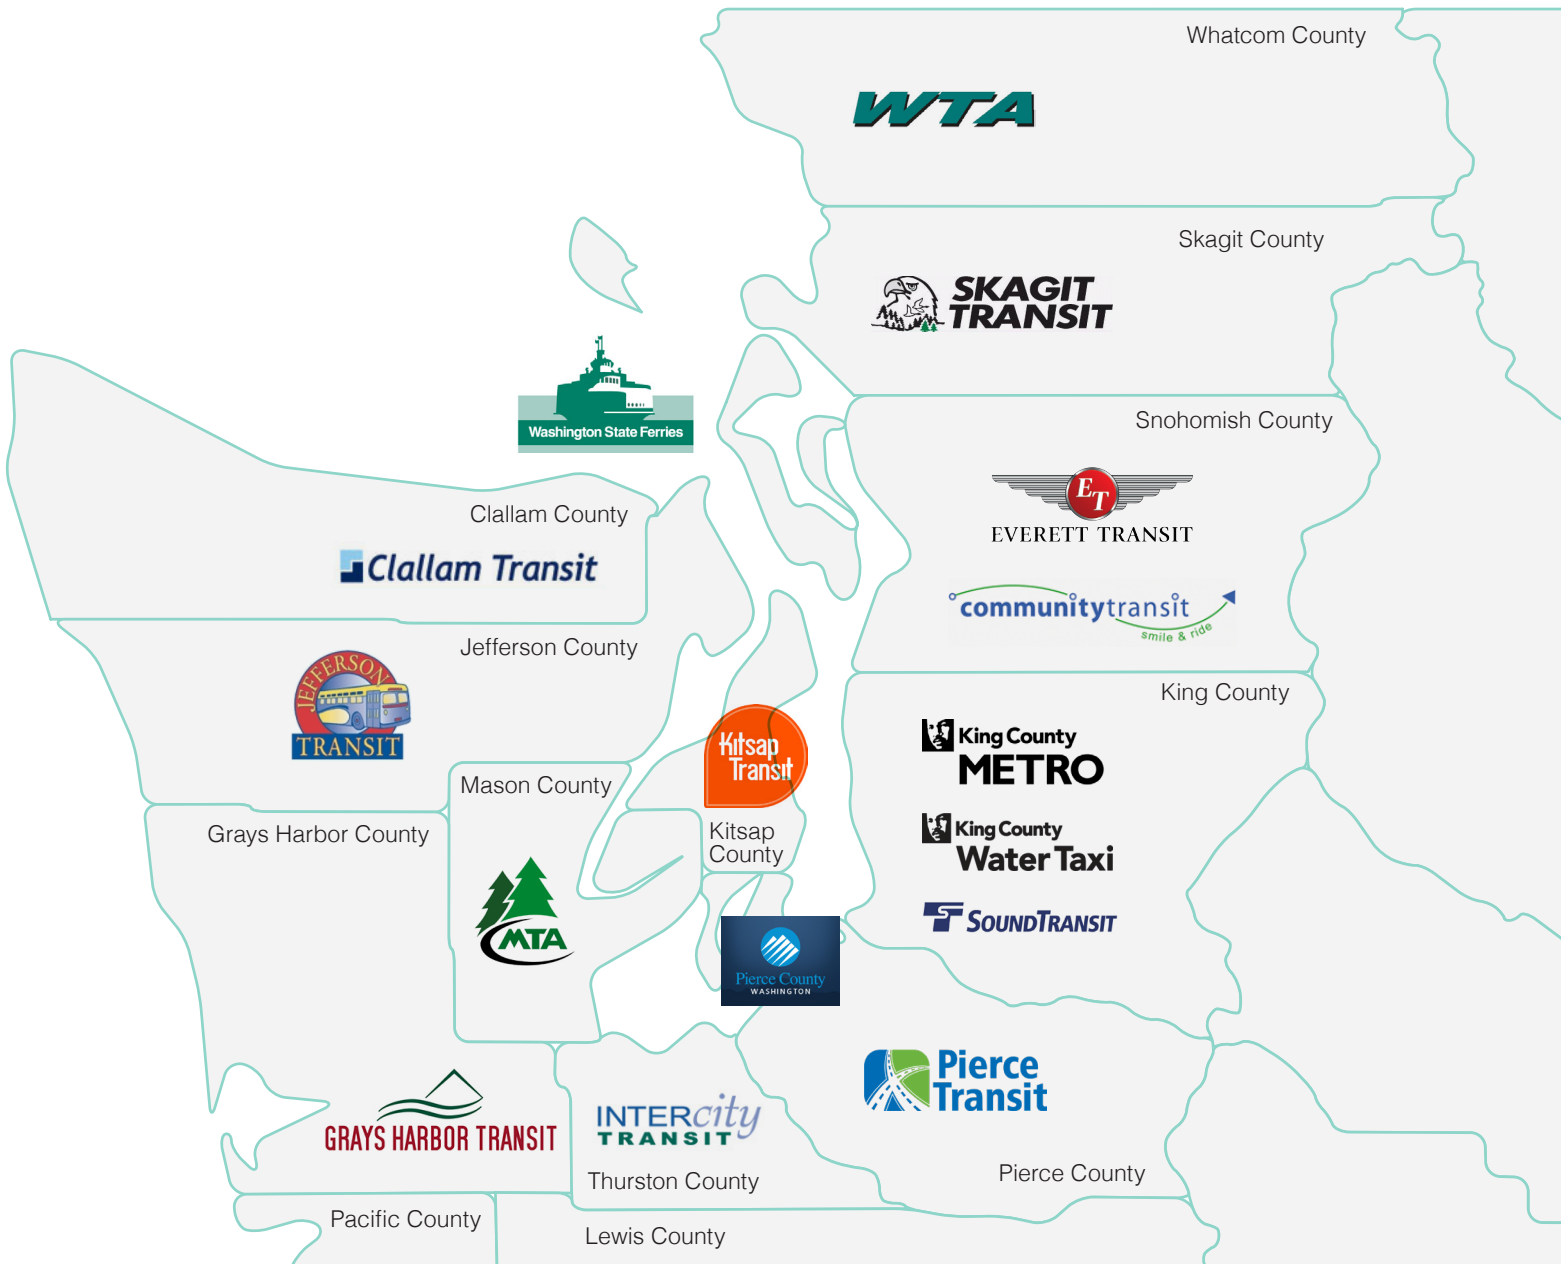 Whatcom County
WTA
Skagit County
SKAGIT
TRANSIT
Washington State Ferries
Snohomish County
ET
EVERETT TRANSIT
communitytransit
smile & ride
Clallam County
Clallam Transit
Jefferson County
JEFFERSON
TRANSIT
King County
King County
METRO
King County
Water Taxi
ST SOUNDTRANSIT
Kitsap
Transit
Kitsap
County
Mason County
MTA
Grays Harbor County
Pierce County
WASHINGTON
Pierce
Transit
Pierce County
GRAYS HARBOR TRANSIT
INTERcity
TRANSIT
Thurston County
Pacific County
Lewis County